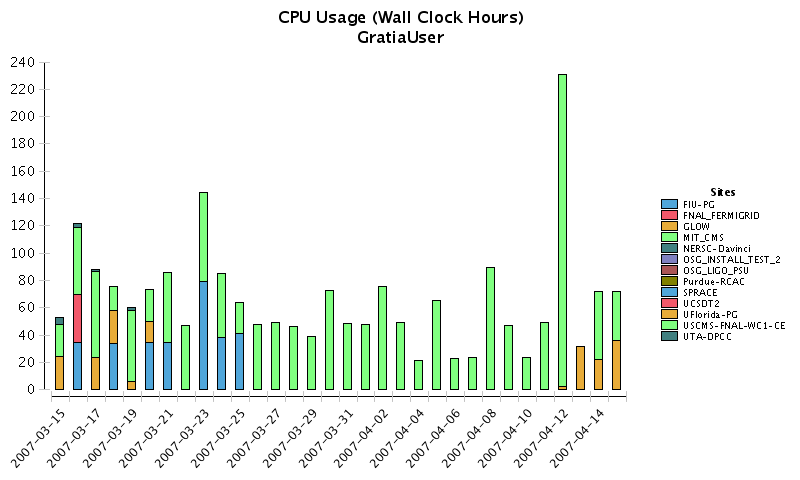 CPU Usage (Wall Clock Hours)
GratiaUser
240
220
200
180
160
140
120
100
80
60
40
20
0
2007-03-15
2007-03-17
2007-03-19
2007-03-21
2007-03-23
2007-03-25
2007-03-27
2007-03-29
2007-03-31
2007-04-02
2007-04-04
2007-04-06
2007-04-08
2007-04-10
2007-04-12
2007-04-14
Sites
FIU-PG
FNAL_FERMIGRID
GLOW
MIT_CMS
NERSC-Davinci
OSG_INSTALL_TEST_2
OSG_LIGO_PSU
Purdue-RCAC
SPRACE
UCSDT2
UFlorida-PG
USCMS-FNAL-WC1-CE
UTA-DPCC